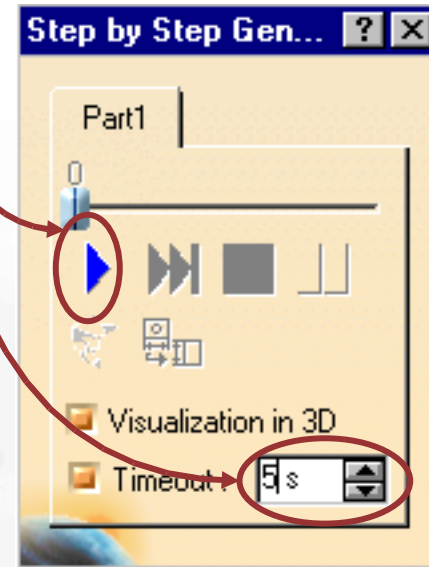 Step by Step Gen... ? X
Part1
0
Visualization in 3D
Timeout : 5 s